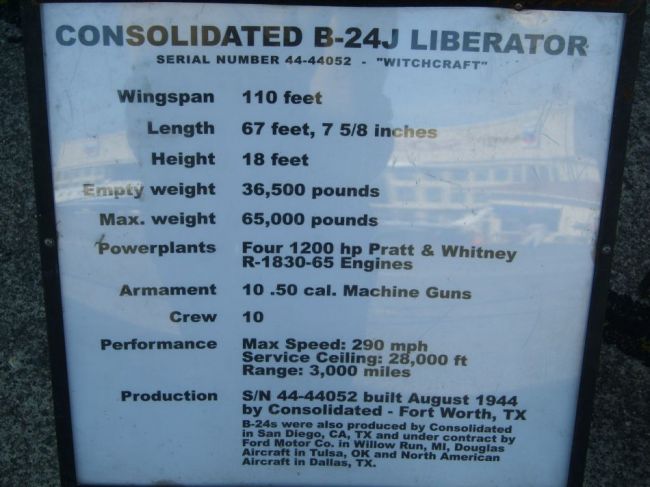 CONSOLIDATED B-24J LIBERATOR
SERIAL NUMBER 44-44052 - "WITCHCRAFT"
Wingspan 110 feet
Length 67 feet, 7 5/8 inches
Height 18 feet
Empty weight 36,500 pounds
Max. weight 65,000 pounds
Powerplants Four 1200 hp Pratt & Whitney
R-1830-65 Engines
Armament 10 .50 cal. Machine Guns
Crew 10
Performance Max Speed: 290 mph
Service Ceiling: 28,000 ft
Range: 3,000 miles
Production S/N 44-44052 built August 1944
by Consolidated - Fort Worth, TX
B-24s were also produced by Consolidated
in San Diego, CA, TX and under contract by
Ford Motor Co. in Willow Run, MI, Douglas
Aircraft in Tulsa, OK and North American
Aircraft in Dallas, TX.